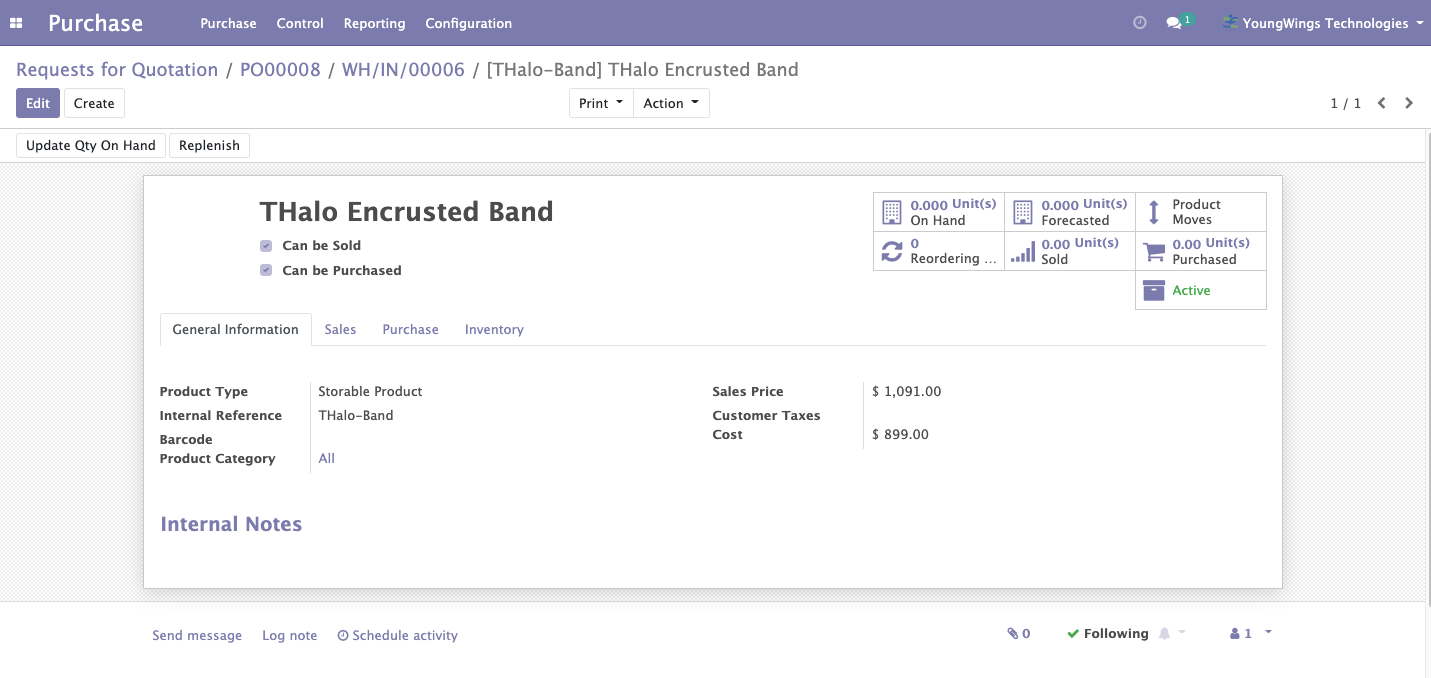 Purchase Purchase Control Reporting Configuration 1 YoungWings Technologies
Requests for Quotation / PO00008 / WH/IN/00006 / [THalo-Band] THalo Encrusted Band
Edit Create Print Action 1 / 1
Update Qty On Hand Replenish
THalo Encrusted Band
Can be Sold
Can be Purchased
0.000 Unit(s) On Hand
0.000 Unit(s) Forecasted
Product Moves
0 Reordering ...
0.00 Unit(s) Sold
0.00 Unit(s) Purchased
Active
General Information Sales Purchase Inventory
Product Type Storable Product
Internal Reference THalo-Band
Barcode
Product Category All
Sales Price $ 1,091.00
Customer Taxes
Cost $ 899.00
Internal Notes
Send message Log note Schedule activity 0 Following 1